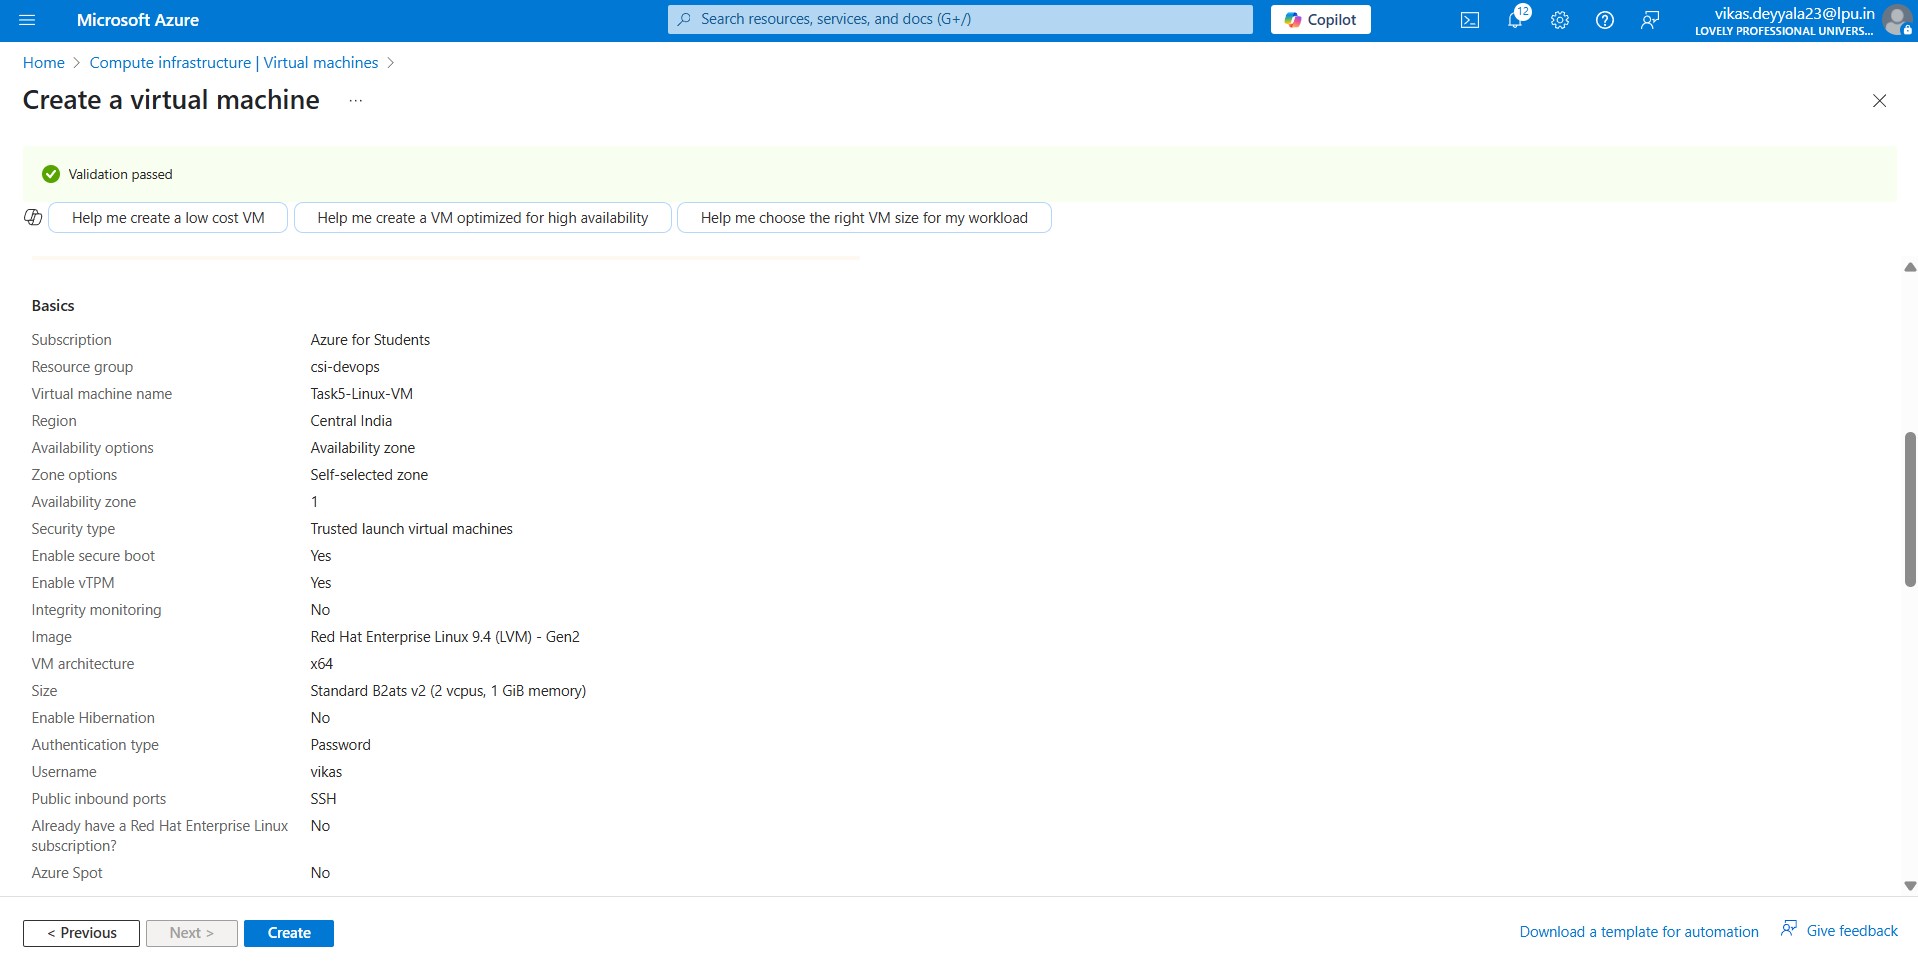 Microsoft Azure
Search resources, services, and docs (G+/)
Copilot
12
vikas.deyyala23@lpu.in
LOVELY PROFESSIONAL UNIVERS...
Home > Compute infrastructure | Virtual machines >
Create a virtual machine ...
Validation passed
Help me create a low cost VM
Help me create a VM optimized for high availability
Help me choose the right VM size for my workload
Basics
Subscription Azure for Students
Resource group csi-devops
Virtual machine name Task5-Linux-VM
Region Central India
Availability options Availability zone
Zone options Self-selected zone
Availability zone 1
Security type Trusted launch virtual machines
Enable secure boot Yes
Enable vTPM Yes
Integrity monitoring No
Image Red Hat Enterprise Linux 9.4 (LVM) - Gen2
VM architecture x64
Size Standard B2ats v2 (2 vcpus, 1 GiB memory)
Enable Hibernation No
Authentication type Password
Username vikas
Public inbound ports SSH
Already have a Red Hat Enterprise Linux No
subscription?
Azure Spot No
< Previous
Next >
Create
Download a template for automation
Give feedback